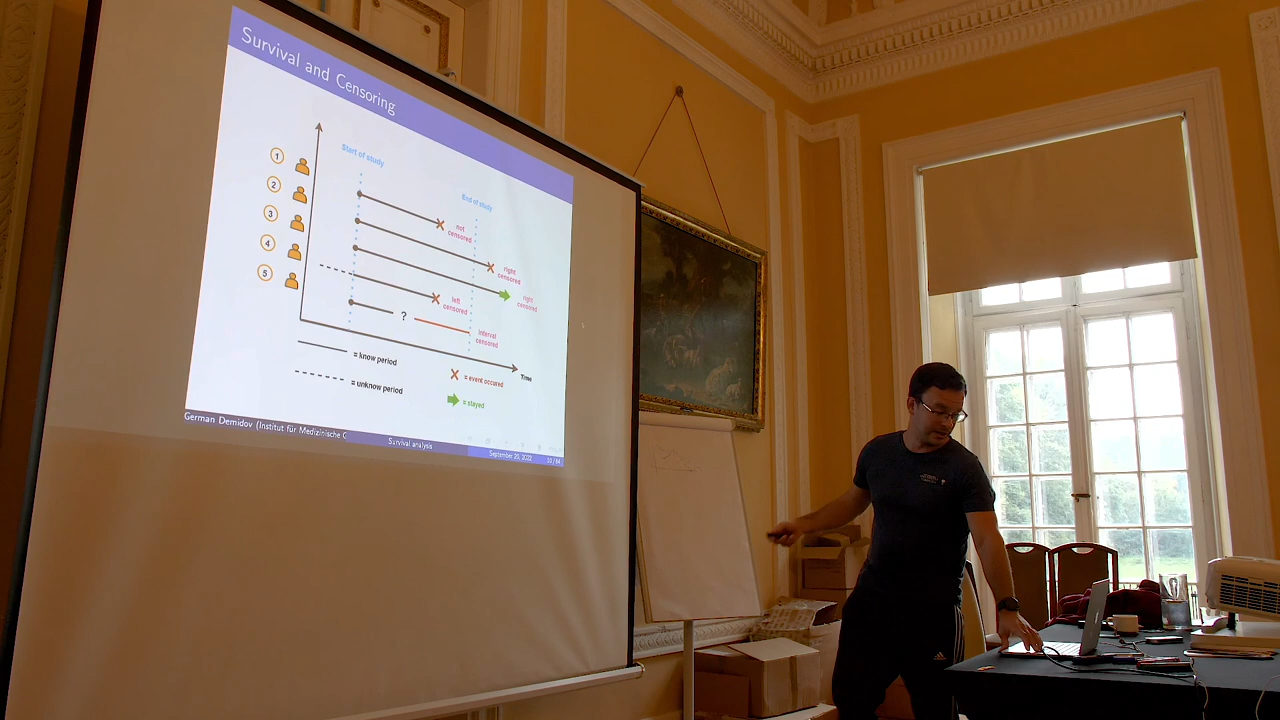 Survival and Censoring
Start of study
End of study
1
2
3
4
5
not
censored
right
censored
right
censored
left
censored
?
interval
censored
Time
= know period
= unknow period
= event occured
= stayed
German Demidov (Institut für Medizinische G
Survival analysis
September 20, 2022
10 / 64